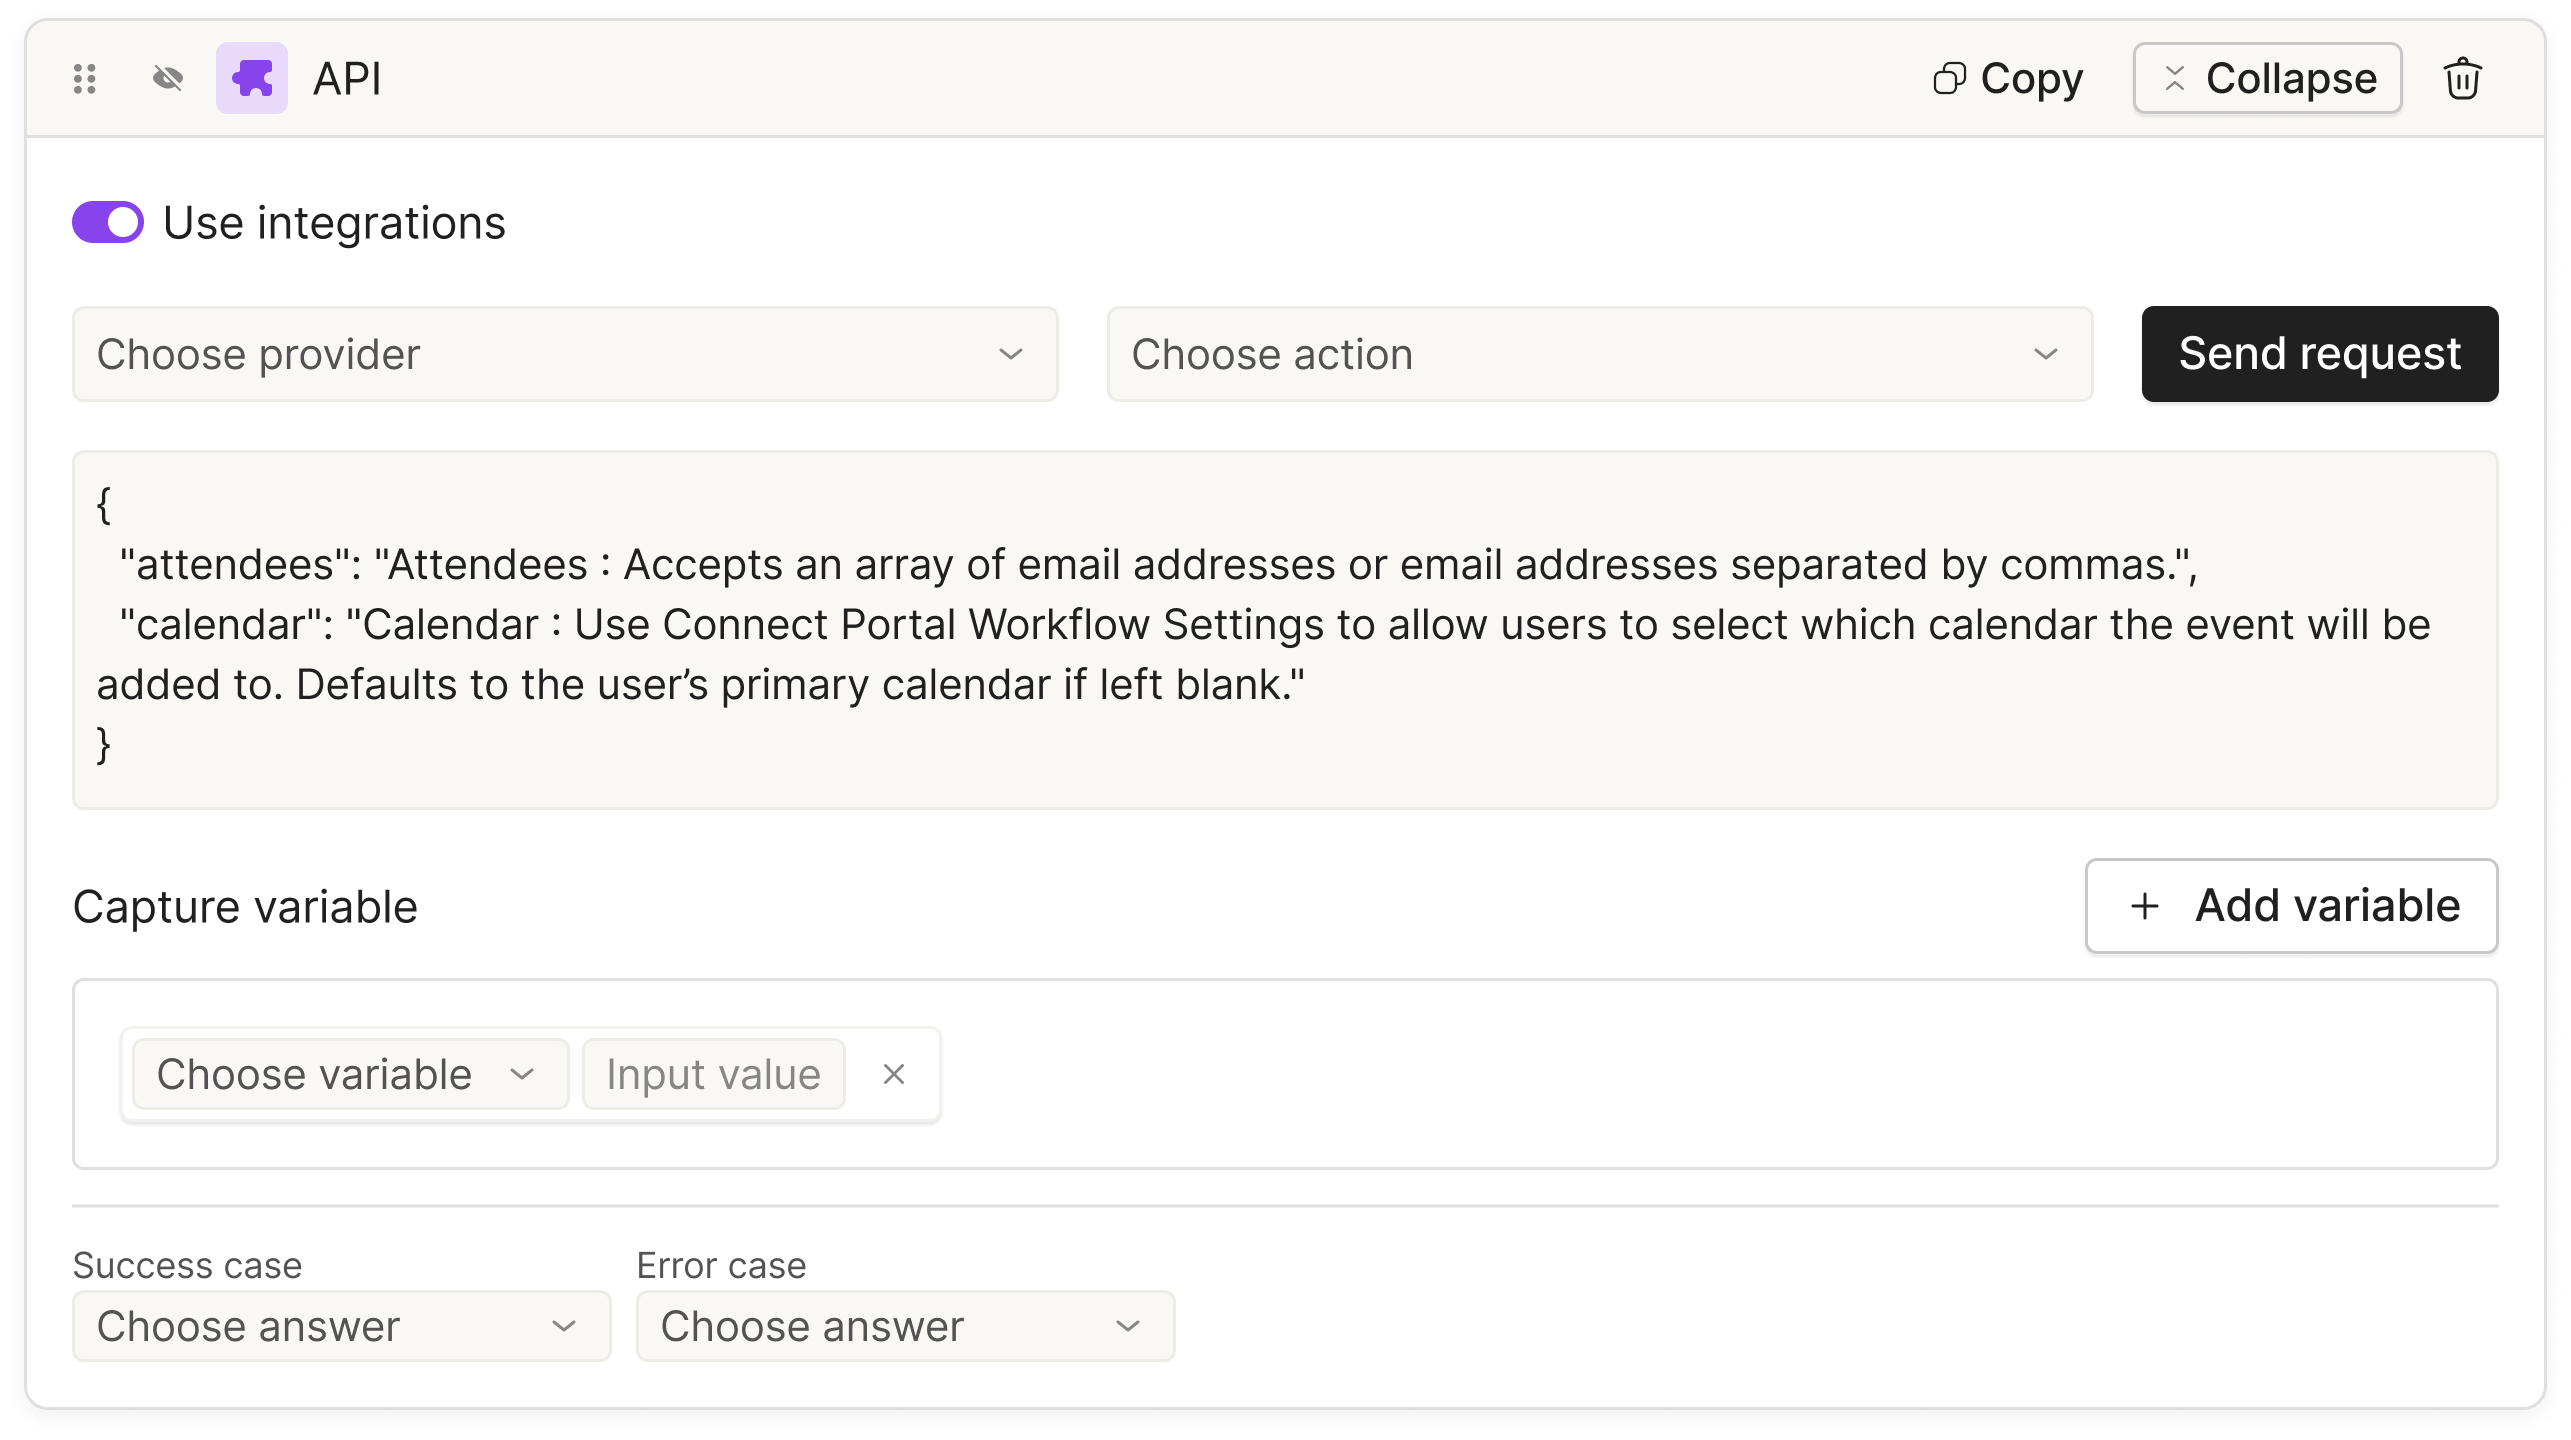 API
Copy
Collapse
Use integrations
Choose provider
Choose action
Send request
{
"attendees": "Attendees : Accepts an array of email addresses or email addresses separated by commas.",
"calendar": "Calendar : Use Connect Portal Workflow Settings to allow users to select which calendar the event will be
added to. Defaults to the user’s primary calendar if left blank."
}
Capture variable
Add variable
Choose variable
Input value
Success case
Error case
Choose answer
Choose answer